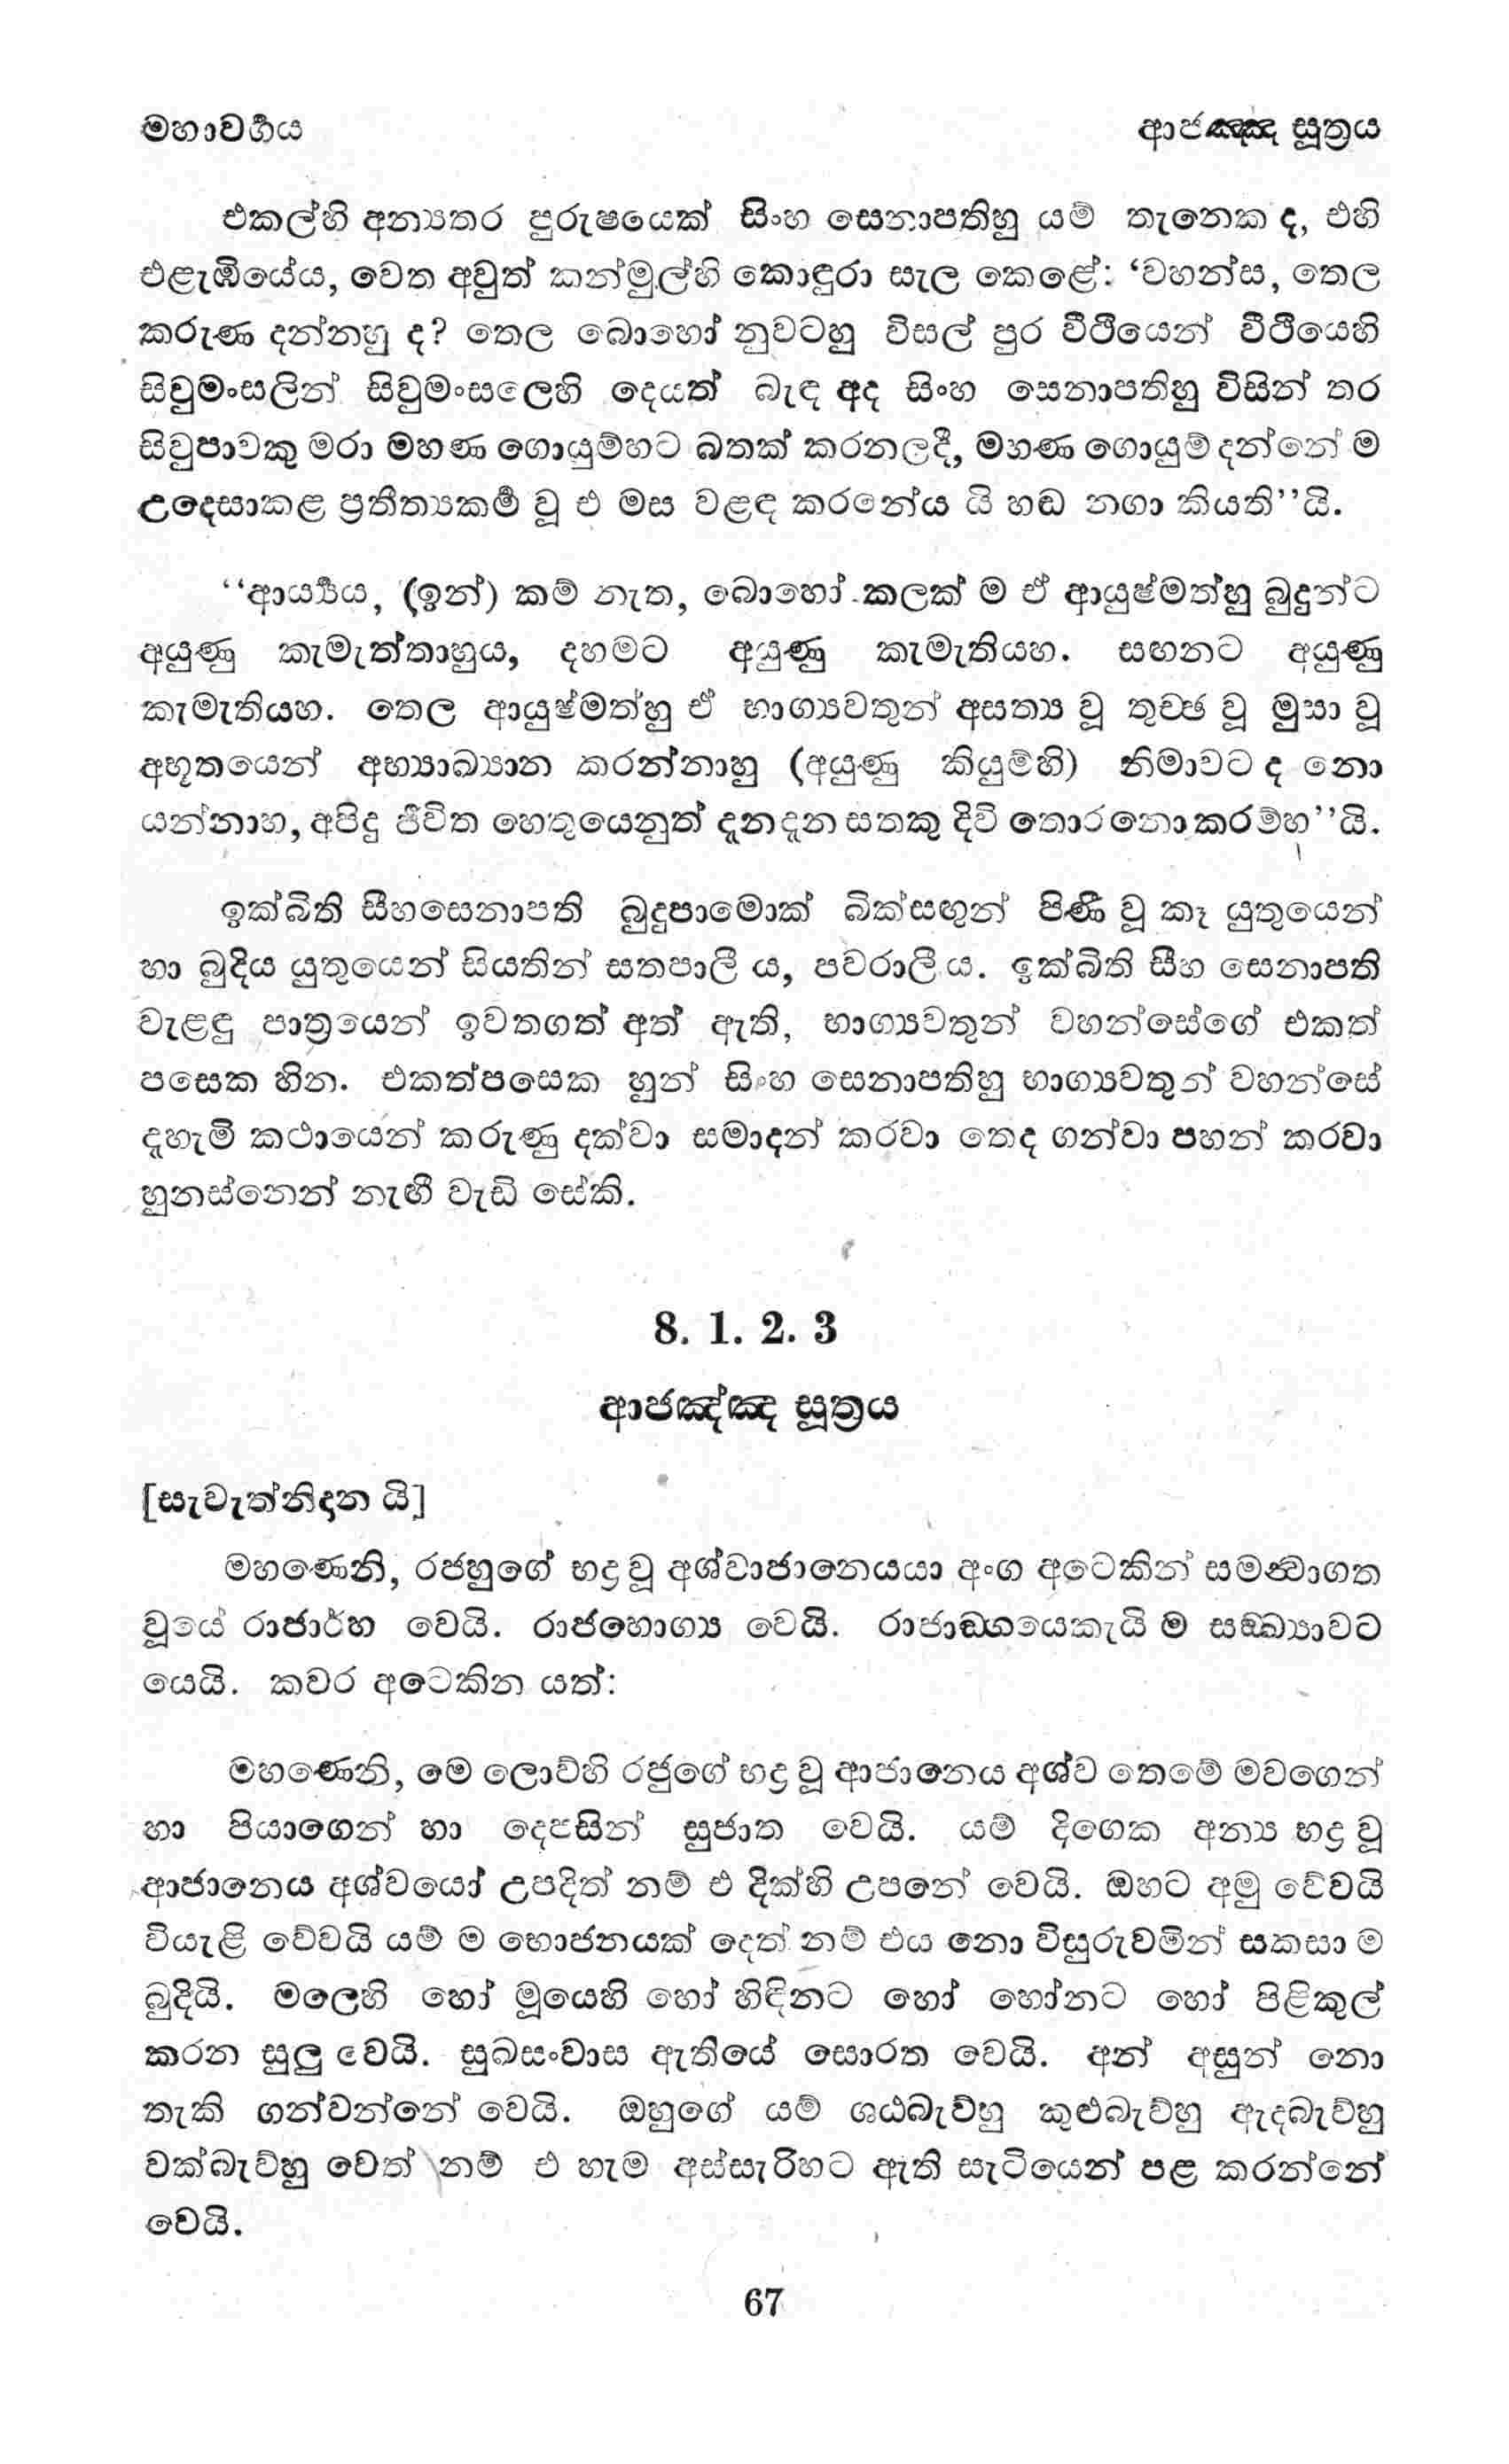 මහාවර්ගය ආජඤ්ඤ සූත්‍රය
එකල්හි අන්‍යතර පුරුෂයෙක් සිංහ සෙනාපතිහු යම් තැනෙක ද, එහි
එළැඹියේය, වෙත අවුත් කන්මුල්හි කොඳුරා සැල කෙළේ: ‘වහන්ස, තෙල
කරුණ දන්නහු ද? තෙල බොහෝ නුවටහු විසල් පුර වීථියෙන් වීථියෙහි
සිවුමංසලින් සිවුමංසලෙහි දෙයත් බැඳ අද සිංහ සෙනාපතිහු විසින් තර
සිවුපාවකු මරා මහණ ගොයුම්හට බතක් කරනලදී, මහණ ගොයුම් දන්නේ ම
උදෙසාකළ ප්‍රතීත්‍යකර්ම වූ එ මස වළඳ කරනේය යි හඬ නගා කියති’’යි.
‘‘ආර්‍ය්‍යය, (ඉන්) කම් නැත, බොහෝ කලක් ම ඒ ආයුෂ්මත්හු බුදුන්ට
අයුණු කැමැත්තාහුය, දහමට අයුණු කැමැතියහ. සඟනට අයුණු
කැමැතියහ. තෙල ආයුෂ්මත්හු ඒ භාග්‍යවතුන් අසත්‍ය වූ තුච්ඡ වූ මුසා වූ
අභූතයෙන් අභ්‍යාඛ්‍යාන කරන්නාහු (අයුණු කියුම්හි) නිමාවට ද නො
යන්නාහ, අපිදු ජීවිත හෙතුයෙනුත් දැනදැන සතකු දිවි තොරනොකරම්හ’’යි.
ඉක්බිති සීහසෙනාපති බුදුපාමොක් බික්සඟුන් පිණී වූ කෑ යුතුයෙන්
හා බුදිය යුතුයෙන් සියතින් සතපාලී ය, පවරාලී ය. ඉක්බිති සීහ සෙනාපති
වැළඳූ පාත්‍රයෙන් ඉවතගත් අත් ඇති, භාග්‍යවතුන් වහන්සේගේ එකත්
පසෙක හින. එකත්පසෙක හුන් සිංහ සෙනාපතිහු භාග්‍යවතුන් වහන්සේ
දැහැමි කථායෙන් කරුණු දක්වා සමාදන් කරවා තෙද ගන්වා පහන් කරවා
හුනස්නෙන් නැඟී වැඩි සේකි.
8. 1. 2. 3
ආජඤ්ඤ සූත්‍රය
[සැවැත්නිදාන යි]
මහණෙනි, රජහුගේ භද්‍ර වූ අශ්වාජානෙයයා අංග අටෙකින් සමන්‍වාගත
වූයේ රාජාර්හ වෙයි. රාජභොග්‍ය වෙයි. රාජාඞ්ගයෙකැයි ම සඞ්ඛ්‍යාවට
යෙයි. කවර අටෙකින යත්:
මහණෙනි, මෙ ලොව්හි රජුගේ භද්‍ර වූ ආජානෙය අශ්ව තෙමේ මවගෙන්
හා පියාගෙන් හා දෙපසින් සුජාත වෙයි. යම් දිගෙක අන්‍ය භද්‍ර වූ
ආජානෙය අශ්වයෝ උපදිත් නම් එ දික්හි උපනේ වෙයි. ඔහට අමු වේවයි
වියැළි වේවයි යම් ම භොජනයක් දෙත් නම් එය නො විසුරුවමින් සකසා ම
බුදියි. මලෙහි හෝ මූයෙහි හෝ හිඳිනට හෝ හෝනට හෝ පිළිකුල්
කරන සුලු වෙයි. සුඛසංවාස ඇතියේ සොරත වෙයි. අන් අසුන් නො
තැකි ගන්වන්නේ වෙයි. ඔහුගේ යම් ශඨබැව්හු කුළුබැව්හු ඇදබැව්හු
වක්බැව්හු වෙත් නම් එ හැම අස්සැරිහට ඇති සැටියෙන් පළ කරන්නේ
වෙයි.
67